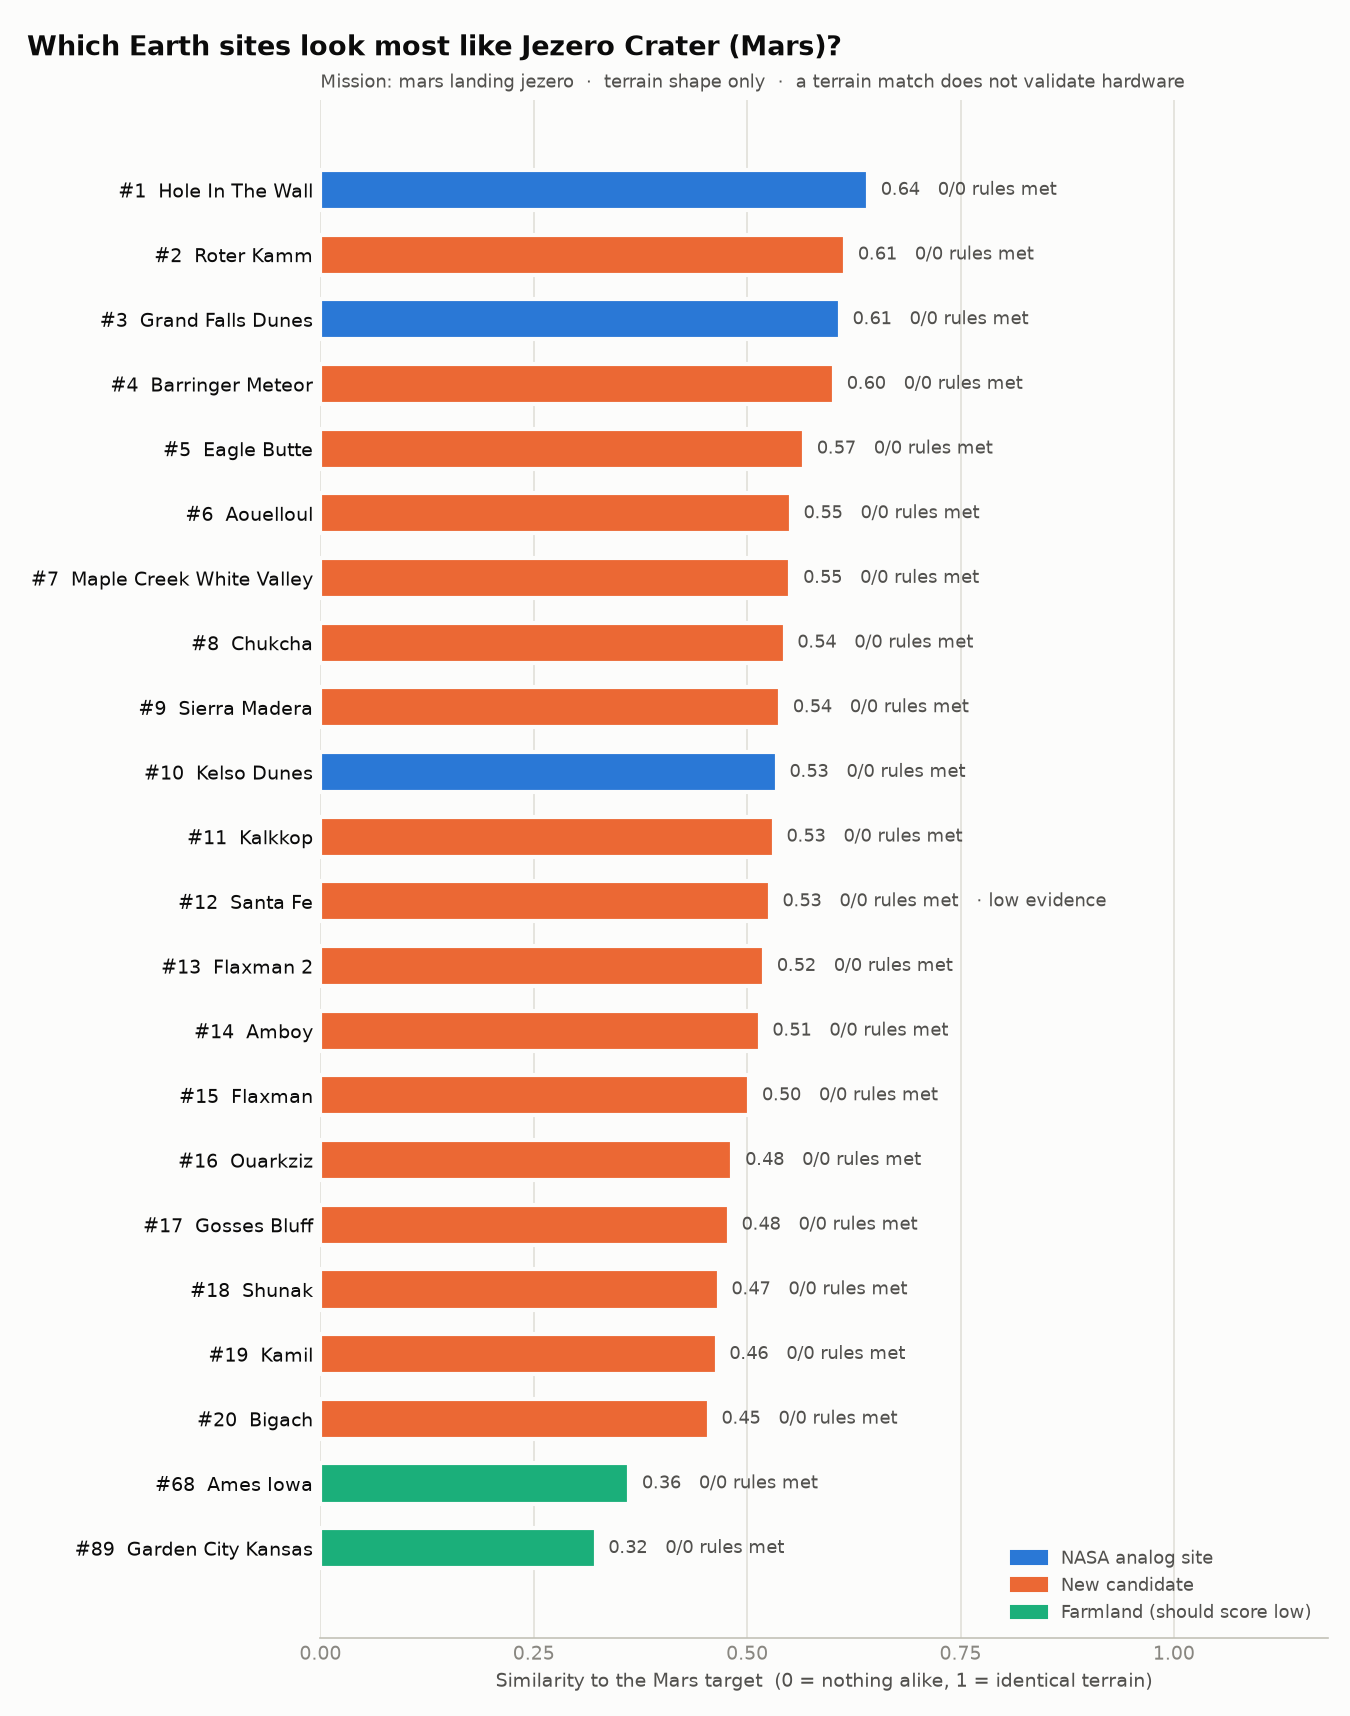 Which Earth sites look most like Jezero Crater (Mars)?
Mission: mars landing jezero · terrain shape only · a terrain match does not validate hardware
#1 Hole In The Wall 0.64 0/0 rules met
#2 Roter Kamm 0.61 0/0 rules met
#3 Grand Falls Dunes 0.61 0/0 rules met
#4 Barringer Meteor 0.60 0/0 rules met
#5 Eagle Butte 0.57 0/0 rules met
#6 Aouelloul 0.55 0/0 rules met
#7 Maple Creek White Valley 0.55 0/0 rules met
#8 Chukcha 0.54 0/0 rules met
#9 Sierra Madera 0.54 0/0 rules met
#10 Kelso Dunes 0.53 0/0 rules met
#11 Kalkkop 0.53 0/0 rules met
#12 Santa Fe 0.53 0/0 rules met · low evidence
#13 Flaxman 2 0.52 0/0 rules met
#14 Amboy 0.51 0/0 rules met
#15 Flaxman 0.50 0/0 rules met
#16 Ouarkziz 0.48 0/0 rules met
#17 Gosses Bluff 0.48 0/0 rules met
#18 Shunak 0.47 0/0 rules met
#19 Kamil 0.46 0/0 rules met
#20 Bigach 0.45 0/0 rules met
#68 Ames Iowa 0.36 0/0 rules met
#89 Garden City Kansas 0.32 0/0 rules met
NASA analog site
New candidate
Farmland (should score low)
0.00 0.25 0.50 0.75 1.00
Similarity to the Mars target (0 = nothing alike, 1 = identical terrain)